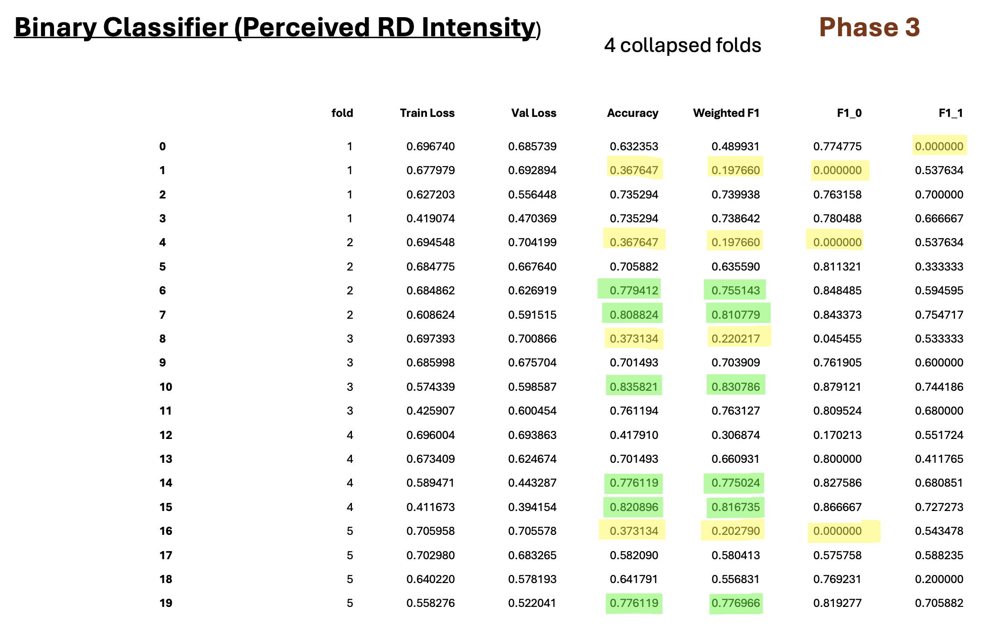 Binary Classifier (Perceived RD Intensity)
Phase 3
4 collapsed folds
fold Train Loss Val Loss Accuracy Weighted F1 F1_0 F1_1
0 1 0.696740 0.685739 0.632353 0.489931 0.774775 0.000000
1 1 0.677979 0.692894 0.367647 0.197660 0.000000 0.537634
2 1 0.627203 0.556448 0.735294 0.739938 0.763158 0.700000
3 1 0.419074 0.470369 0.735294 0.738642 0.780488 0.666667
4 2 0.694548 0.704199 0.367647 0.197660 0.000000 0.537634
5 2 0.684775 0.667640 0.705882 0.635590 0.811321 0.333333
6 2 0.684862 0.626919 0.779412 0.755143 0.848485 0.594595
7 2 0.608624 0.591515 0.808824 0.810779 0.843373 0.754717
8 3 0.697393 0.700866 0.373134 0.220217 0.045455 0.533333
9 3 0.685998 0.675704 0.701493 0.703909 0.761905 0.600000
10 3 0.574339 0.598587 0.835821 0.830786 0.879121 0.744186
11 3 0.425907 0.600454 0.761194 0.763127 0.809524 0.680000
12 4 0.696004 0.693863 0.417910 0.306874 0.170213 0.551724
13 4 0.673409 0.624674 0.701493 0.660931 0.800000 0.411765
14 4 0.589471 0.443287 0.776119 0.775024 0.827586 0.680851
15 4 0.411673 0.394154 0.820896 0.816735 0.866667 0.727273
16 5 0.705958 0.705578 0.373134 0.202790 0.000000 0.543478
17 5 0.702980 0.683265 0.582090 0.580413 0.575758 0.588235
18 5 0.640220 0.578193 0.641791 0.556831 0.769231 0.200000
19 5 0.558276 0.522041 0.776119 0.776966 0.819277 0.705882